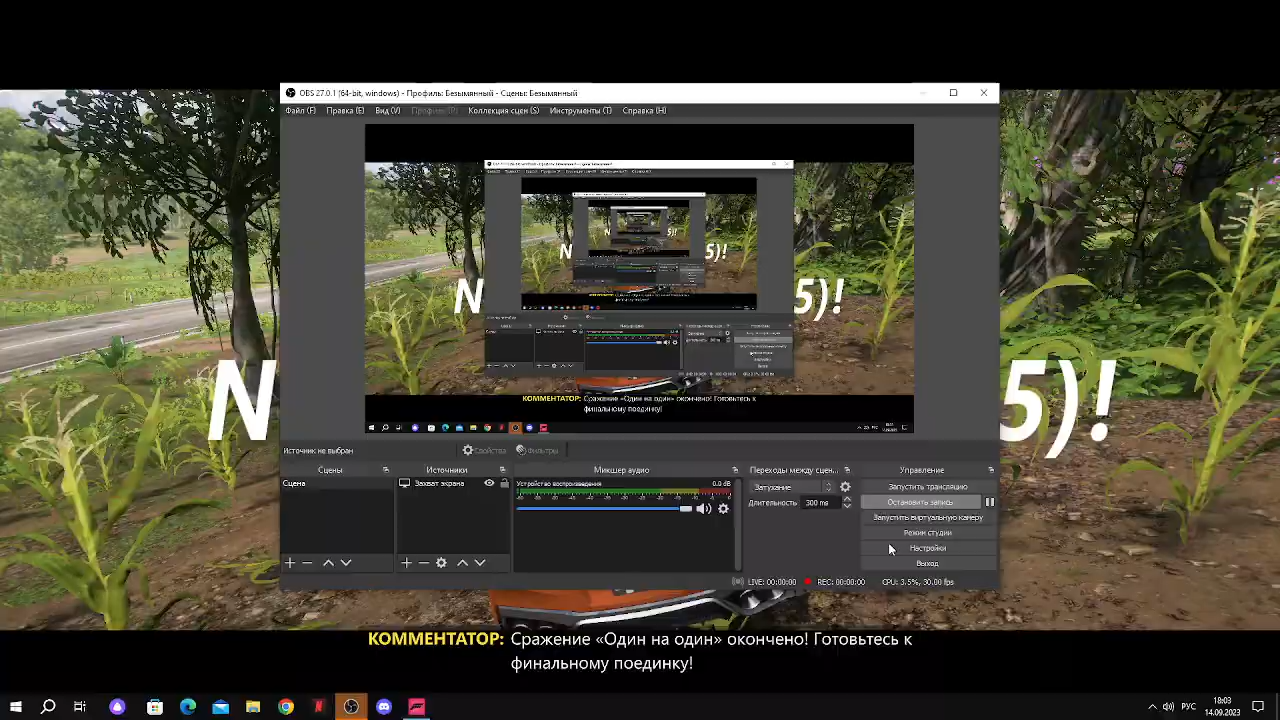 OBS 27.0.1 (64-bit, windows) - Профиль: Безымянный - Сцены: Безымянный
Файл (F) Правка (E) Вид (V) Профиль (P) Коллекция сцен (S) Инструменты (T) Справка (H)
N 5)!
N 5)!
N 5)!
КОММЕНТАТОР: Сражение «Один на один» окончено! Готовьтесь к
финальному поединку!
Источник не выбран Свойства Фильтры
Сцены Источники Микшер аудио Переходы между сцен... Управление
Сцена Захват экрана Устройство воспроизведения 0.0 dB Затухание Запустить трансляцию
Длительность 300 ms Остановить запись
Запустить виртуальную камеру
Режим студии
Настройки
Выход
LIVE: 00:00:00 REC: 00:00:00 CPU: 3.5%, 30.00 fps
КОММЕНТАТОР: Сражение «Один на один» окончено! Готовьтесь к
финальному поединку!
РУС 18:03
14.09.2023